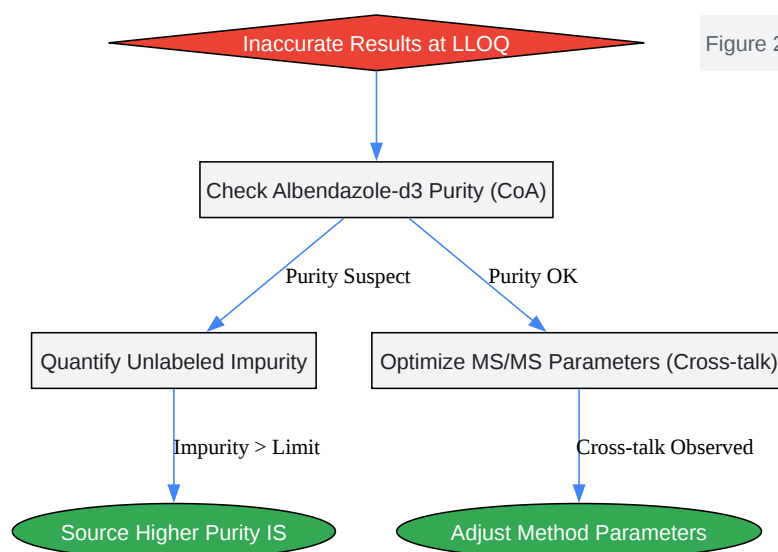 Inaccurate Results at LLOQ
Figure 2
Check Albendazole-d3 Purity (CoA)
Purity Suspect
Purity OK
Quantify Unlabeled Impurity
Optimize MS/MS Parameters (Cross-talk)
Impurity > Limit
Cross-talk Observed
Source Higher Purity IS
Adjust Method Parameters